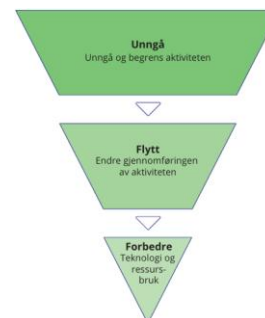 Unngå
Unngå og begrens aktiviteten
Flytt
Endre gjennomføringen
av aktiviteten
Forbedre
Teknologi og
ressurs-
bruk